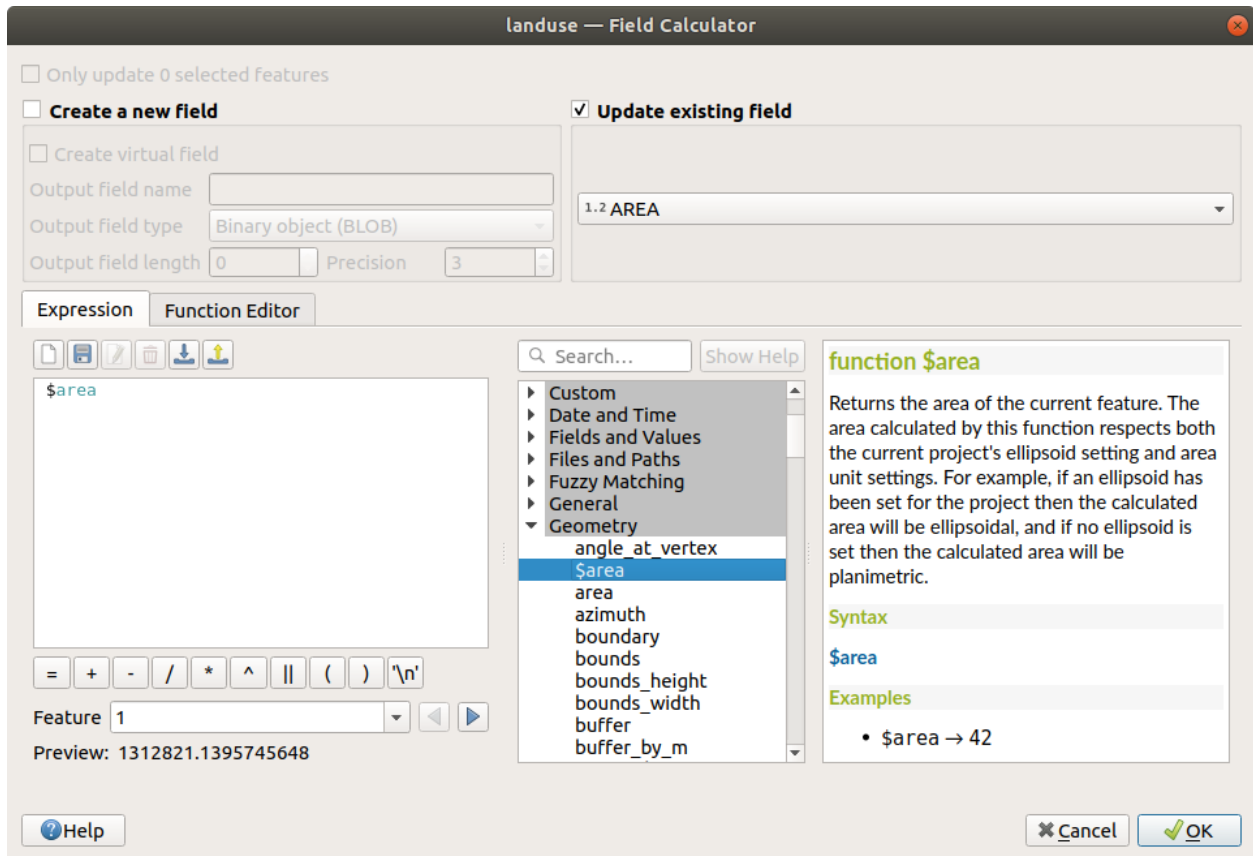 landuse — Field Calculator
Only update 0 selected features
Create a new field
Update existing field
Create virtual field
Output field name
Output field type Binary object (BLOB)
Output field length 0 Precision 3
1.2 AREA
Expression Function Editor
$area
= + - / * ^ || ( ) '\n'
Feature 1
Preview: 1312821.1395745648
Search... Show Help
Custom
Date and Time
Fields and Values
Files and Paths
Fuzzy Matching
General
Geometry
angle_at_vertex
$area
area
azimuth
boundary
bounds
bounds_height
bounds_width
buffer
buffer_by_m
function $area
Returns the area of the current feature. The
area calculated by this function respects both
the current project's ellipsoid setting and area
unit settings. For example, if an ellipsoid has
been set for the project then the calculated
area will be ellipsoidal, and if no ellipsoid is
set then the calculated area will be
planimetric.
Syntax
$area
Examples
• $area → 42
Help
Cancel
OK